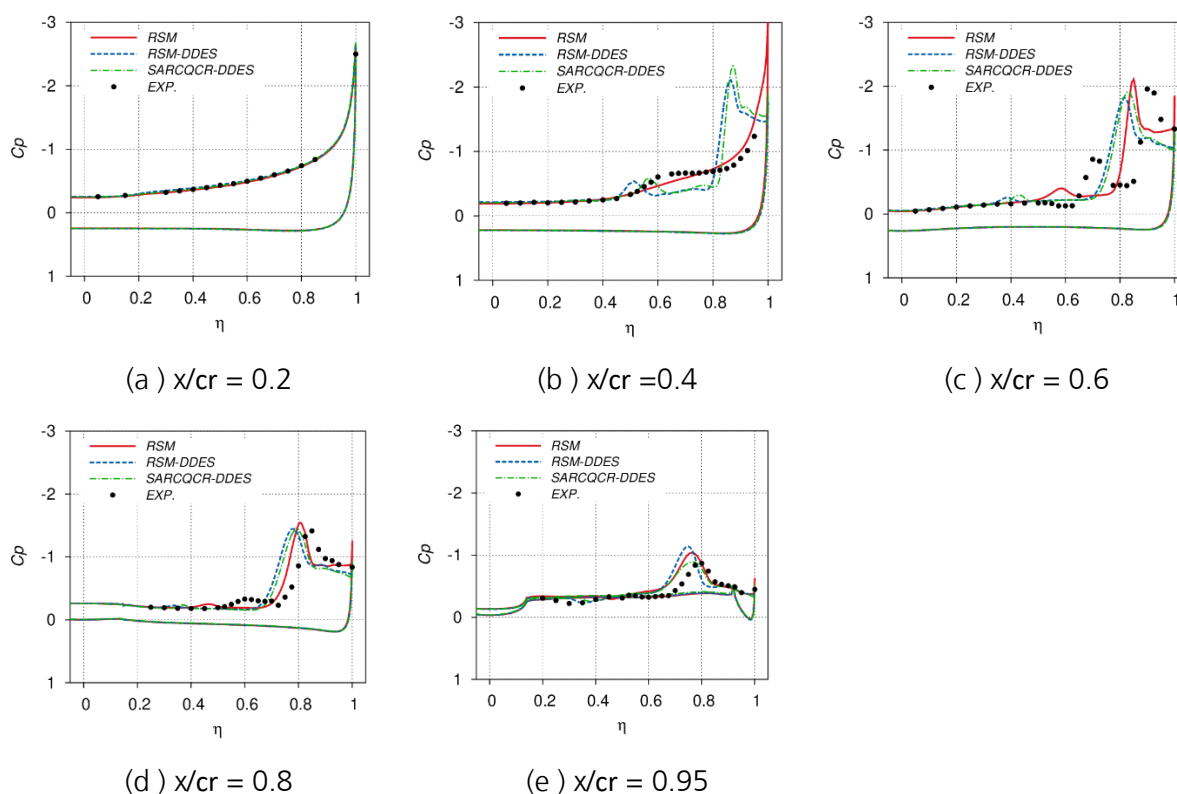 -3
-2
-1
0
1
Cp
RSM
RSM-DDES
SARCQCR-DDES
EXP.
0 0.2 0.4 0.6 0.8 1
η
(a ) x/cr = 0.2
-3
-2
-1
0
1
Cp
RSM
RSM-DDES
SARCQCR-DDES
EXP.
0 0.2 0.4 0.6 0.8 1
η
(b ) x/cr =0.4
-3
-2
-1
0
1
Cp
RSM
RSM-DDES
SARCQCR-DDES
EXP.
0 0.2 0.4 0.6 0.8 1
η
(c ) x/cr = 0.6
-3
-2
-1
0
1
Cp
RSM
RSM-DDES
SARCQCR-DDES
EXP.
0 0.2 0.4 0.6 0.8 1
η
(d ) x/cr = 0.8
-3
-2
-1
0
1
Cp
RSM
RSM-DDES
SARCQCR-DDES
EXP.
0 0.2 0.4 0.6 0.8 1
η
(e ) x/cr = 0.95